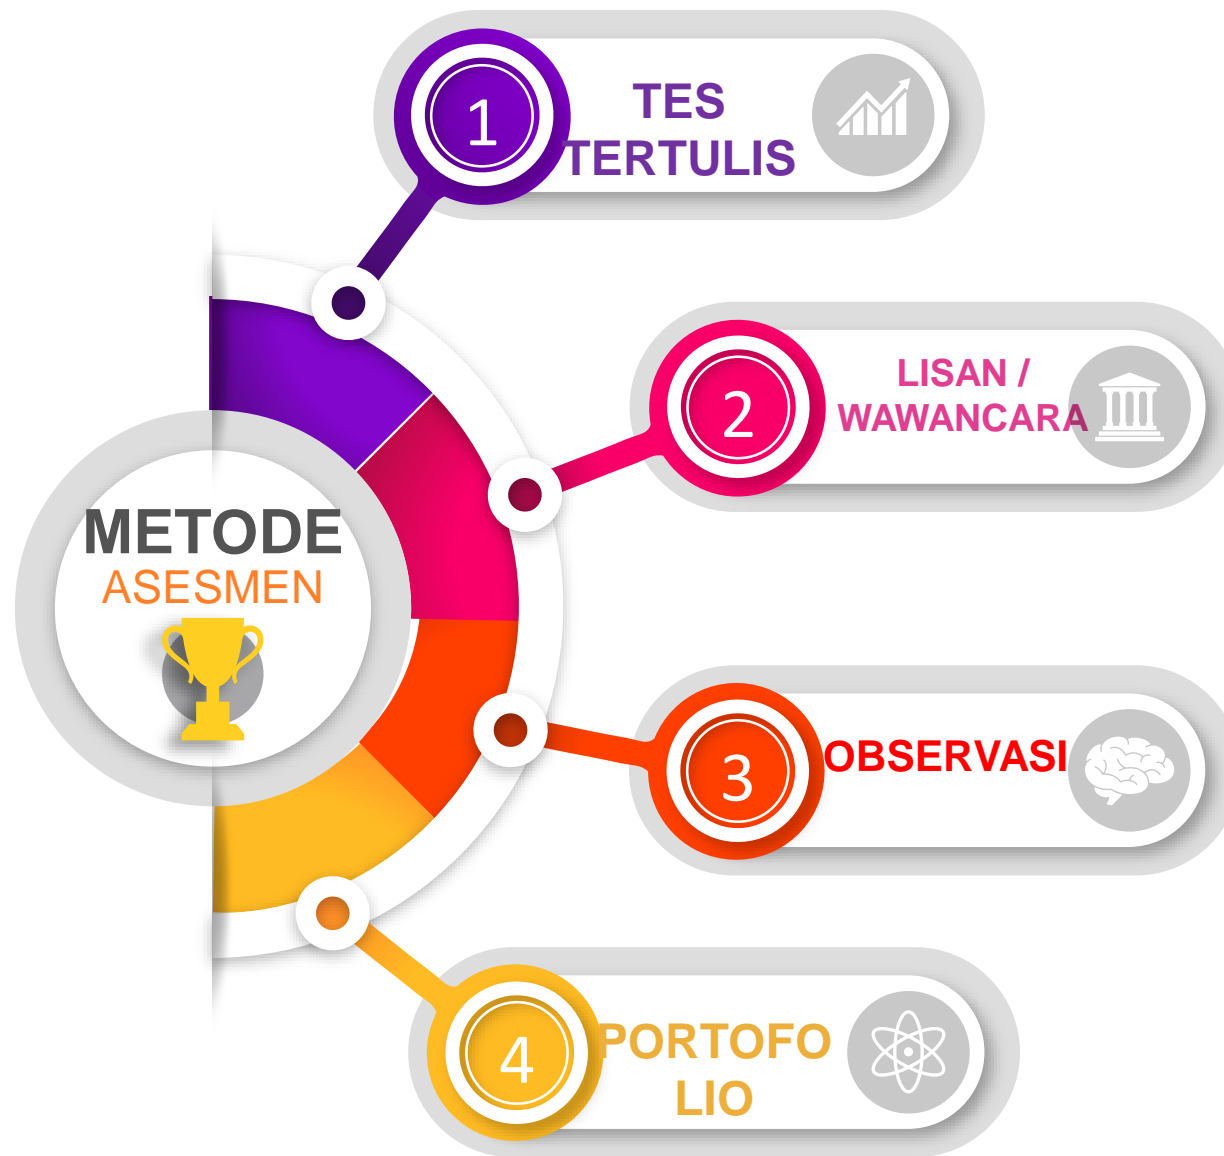 1
TES
TERTULIS
2
LISAN /
WAWANCARA
METODE
ASESMEN
3
OBSERVASI
4
PORTOFO
LIO